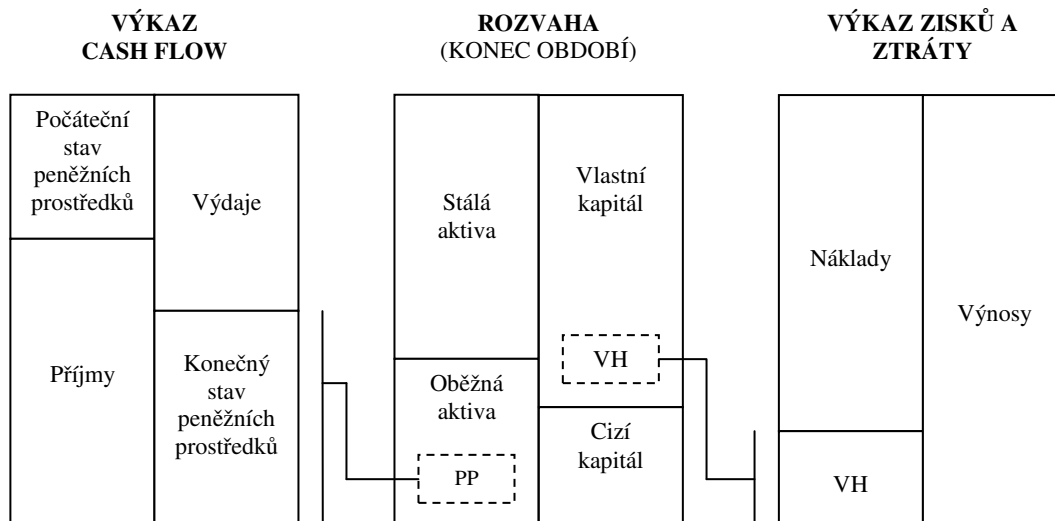 VÝKAZ
CASH FLOW
Počáteční
stav
peněžních
prostředků
Výdaje
Příjmy
Konečný
stav
peněžních
prostředků
ROZVAHA
(KONEC OBDOBÍ)
Stálá
aktiva
Vlastní
kapitál
VH
Oběžná
aktiva
PP
Cizí
kapitál
VÝKAZ ZISKŮ A
ZTRÁTY
Náklady
Výnosy
VH